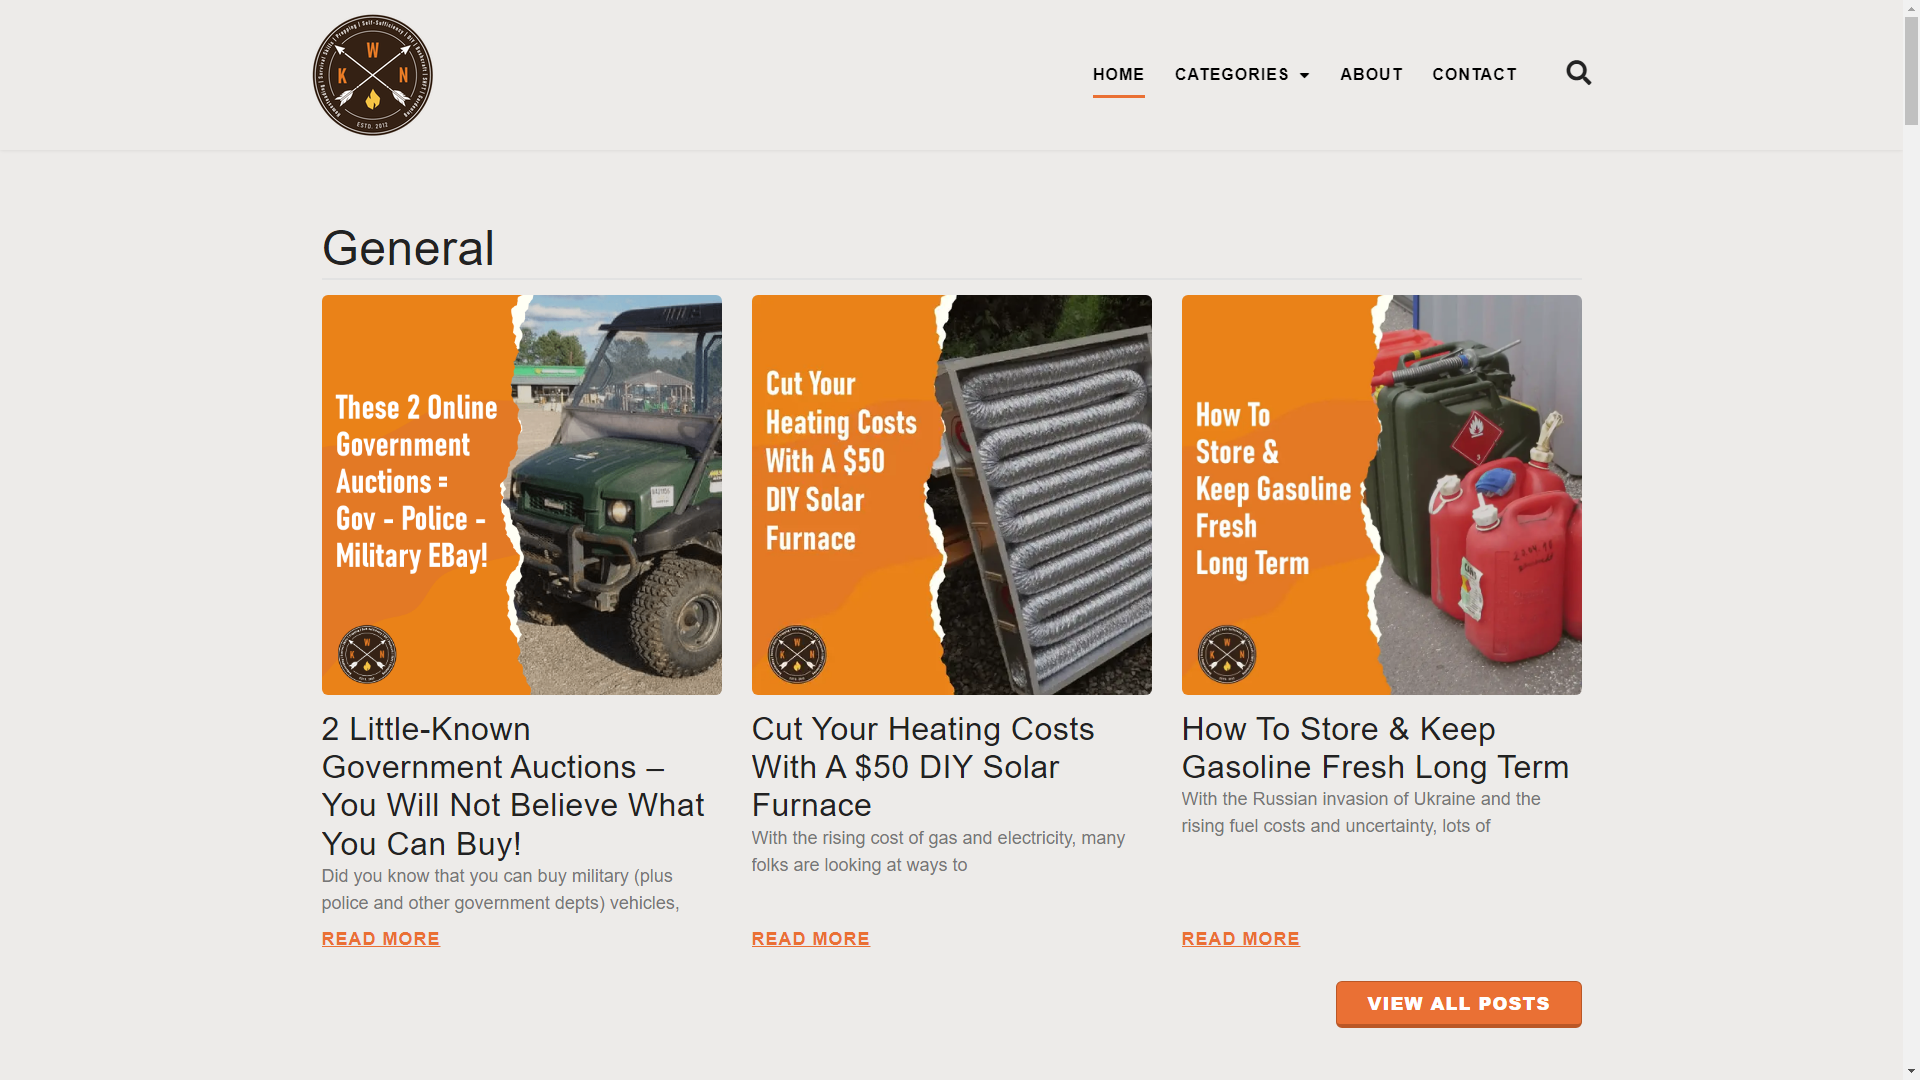 W
K
N
ESTD. 2012
HOME
CATEGORIES
ABOUT
CONTACT
General
These 2 Online
Government
Auctions =
Gov - Police -
Military EBay!
Cut Your
Heating Costs
With A $50
DIY Solar
Furnace
How To
Store &
Keep Gasoline
Fresh
Long Term
2 Little-Known
Government Auctions –
You Will Not Believe What
You Can Buy!
Did you know that you can buy military (plus
police and other government depts) vehicles,
READ MORE
Cut Your Heating Costs
With A $50 DIY Solar
Furnace
With the rising cost of gas and electricity, many
folks are looking at ways to
READ MORE
How To Store & Keep
Gasoline Fresh Long Term
With the Russian invasion of Ukraine and the
rising fuel costs and uncertainty, lots of
READ MORE
VIEW ALL POSTS